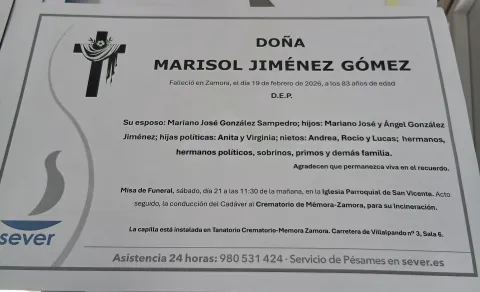 DOÑA
MARISOL JIMÉNEZ GÓMEZ
Falleció en Zamora, el día 19 de febrero de 2026, a los 83 años de edad
D.E.P.
Su esposo: Mariano José González Sampedro; hijos: Mariano José y Ángel González
Jiménez; hijas políticas: Anita y Virginia; nietos: Andrea, Rocio y Lucas; hermanos,
hermanos políticos, sobrinos, primos y demás familia.
Agradecen que permanezca viva en el recuerdo.
Misa de Funeral, sábado, día 21 a las 11:30 de la mañana, en la Iglesia Parroquial de San Vicente. Acto
seguido, la conducción del Cadáver al Crematorio de Mémora-Zamora, para su incineración.
La capilla está instalada en Tanatorio Crematorio-Memora Zamora. Carretera de Villalpando nº 3, Sala 6.
sever
Asistencia 24 horas: 980 531 424 · Servicio de Pésames en sever.es